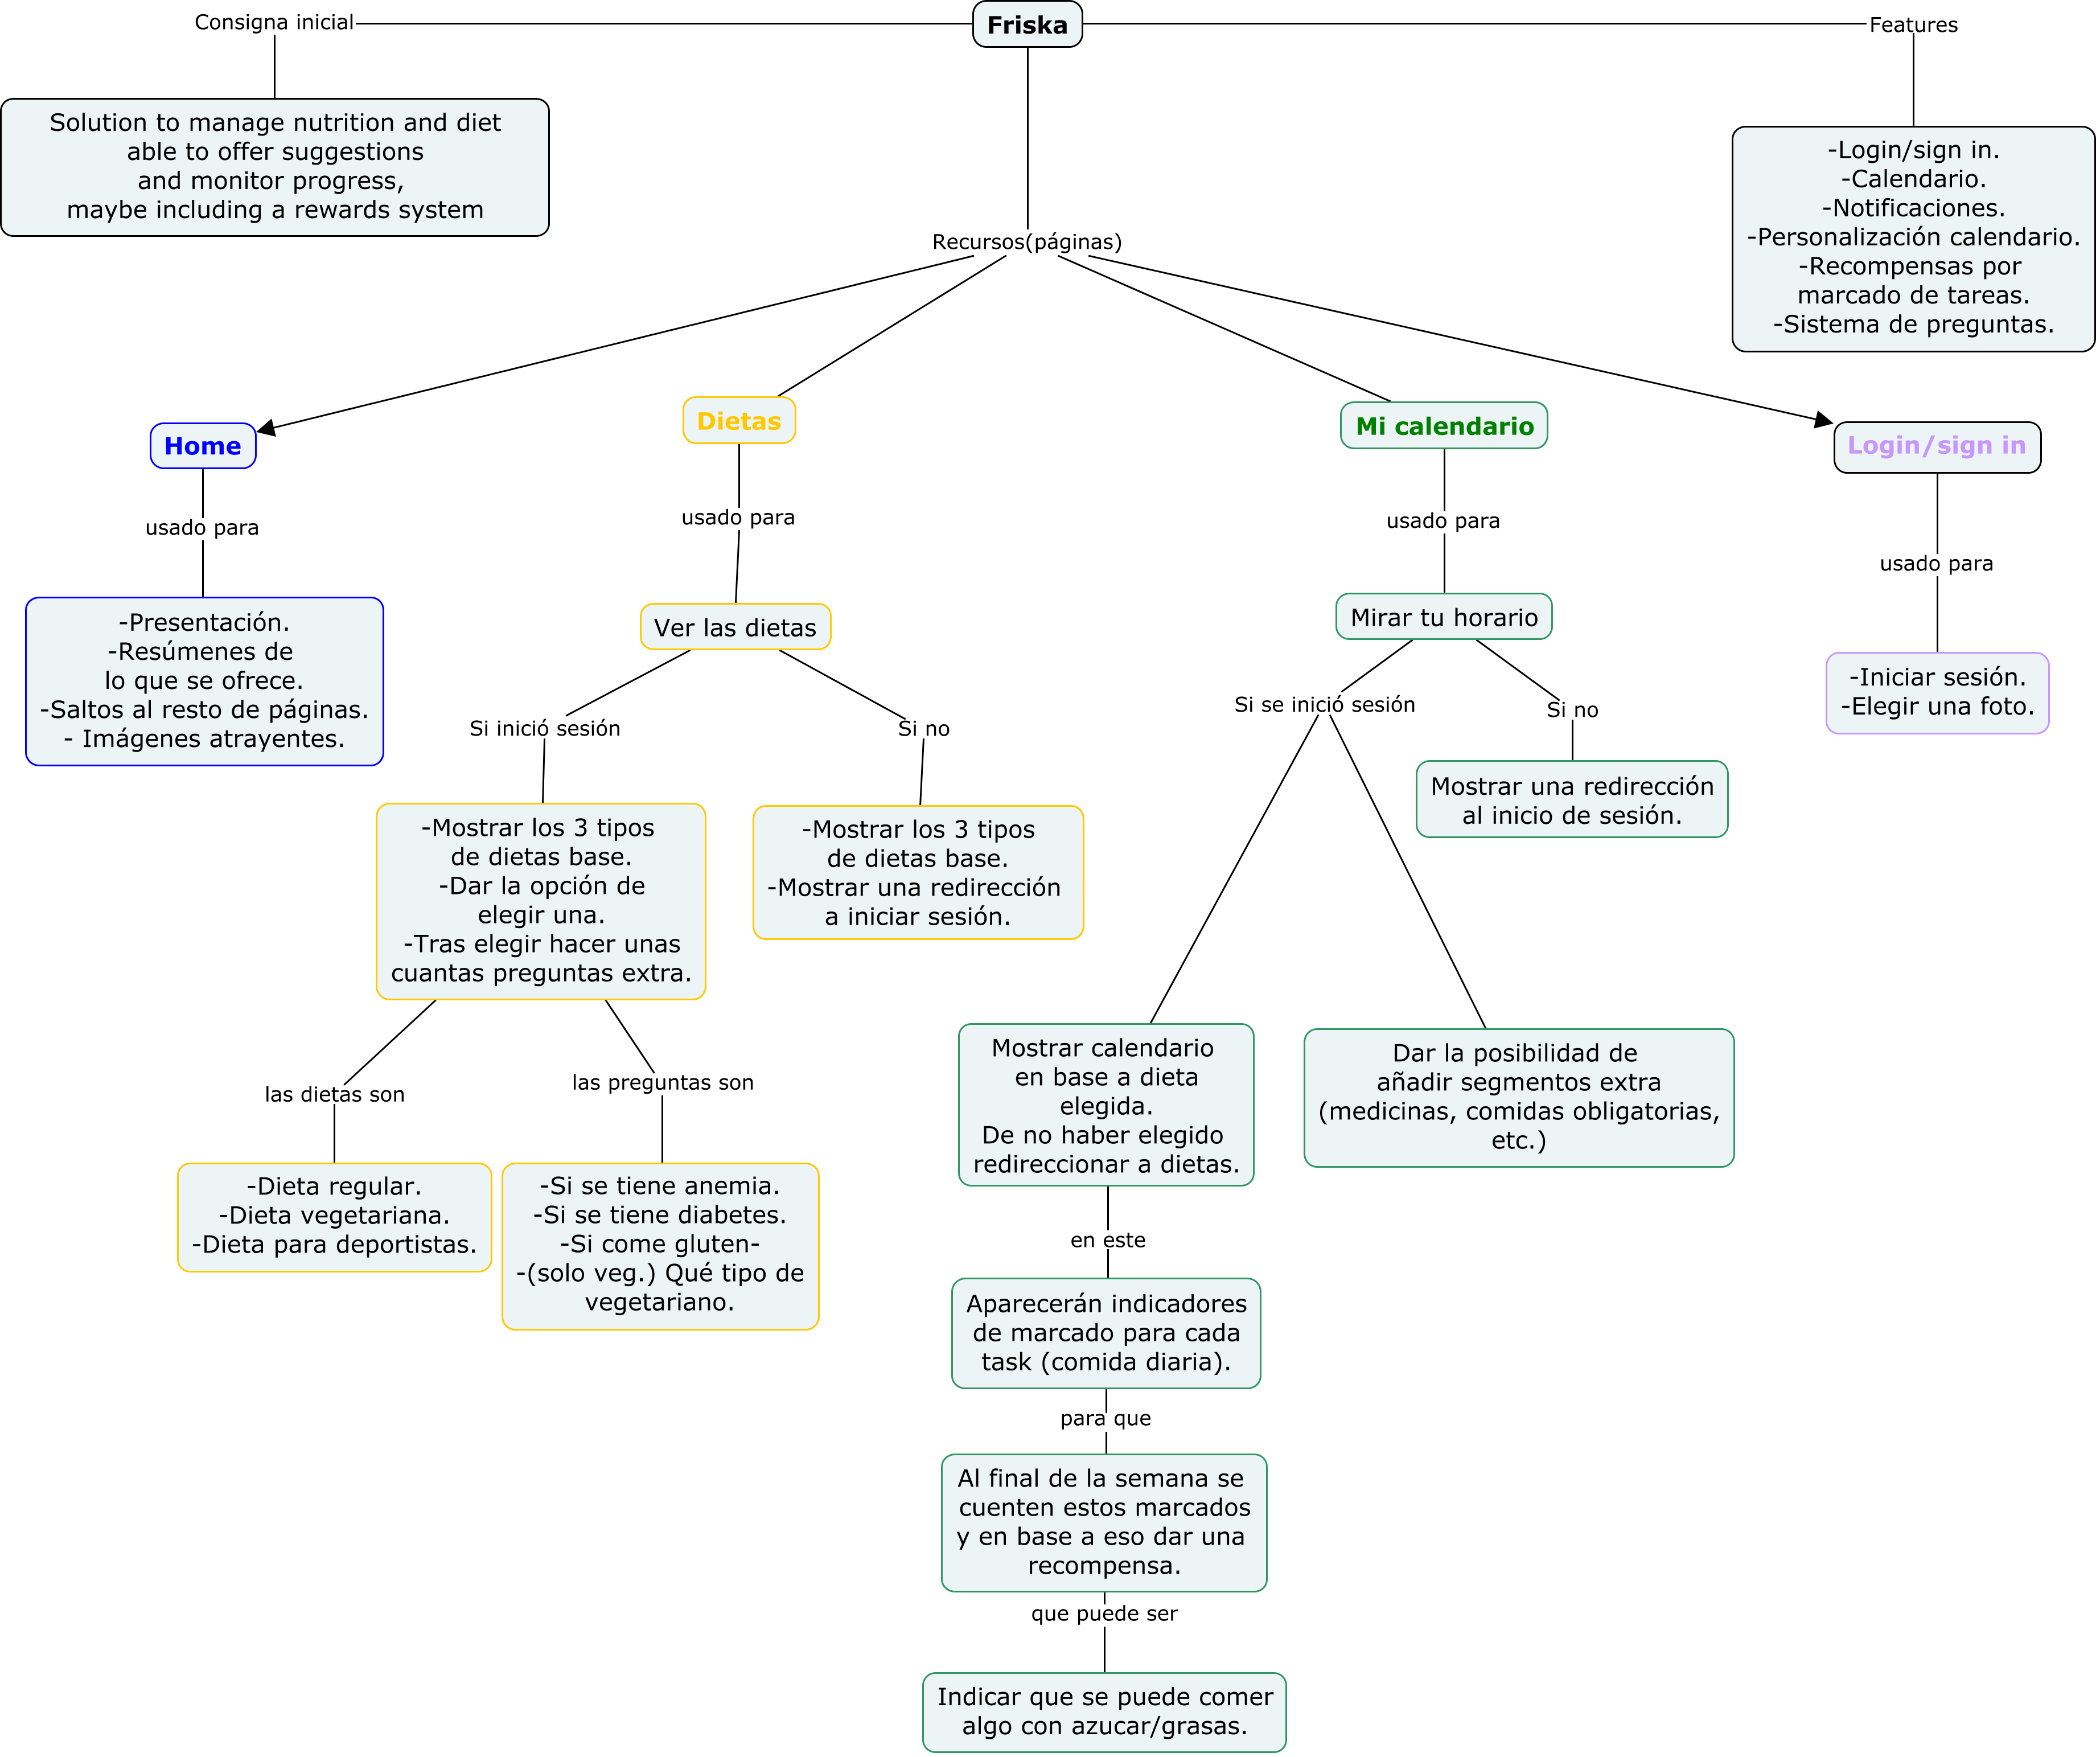 Consigna inicial
Friska
Features
Solution to manage nutrition and diet
able to offer suggestions
and monitor progress,
maybe including a rewards system
-Login/sign in.
-Calendario.
-Notificaciones.
-Personalización calendario.
-Recompensas por
marcado de tareas.
-Sistema de preguntas.
Recursos(páginas)
Home
usado para
-Presentación.
-Resúmenes de
lo que se ofrece.
-Saltos al resto de páginas.
- Imágenes atrayentes.
Dietas
usado para
Ver las dietas
Si inició sesión
-Mostrar los 3 tipos
de dietas base.
-Dar la opción de
elegir una.
-Tras elegir hacer unas
cuantas preguntas extra.
las dietas son
-Dieta regular.
-Dieta vegetariana.
-Dieta para deportistas.
las preguntas son
-Si se tiene anemia.
-Si se tiene diabetes.
-Si come gluten-
-(solo veg.) Qué tipo de
vegetariano.
Si no
-Mostrar los 3 tipos
de dietas base.
-Mostrar una redirección
a iniciar sesión.
Mi calendario
usado para
Mirar tu horario
Si se inició sesión
Mostrar calendario
en base a dieta
elegida.
De no haber elegido
redireccionar a dietas.
en este
Aparecerán indicadores
de marcado para cada
task (comida diaria).
para que
Al final de la semana se
cuenten estos marcados
y en base a eso dar una
recompensa.
que puede ser
Indicar que se puede comer
algo con azucar/grasas.
Dar la posibilidad de
añadir segmentos extra
(medicinas, comidas obligatorias,
etc.)
Si no
Mostrar una redirección
al inicio de sesión.
Login/sign in
usado para
-Iniciar sesión.
-Elegir una foto.